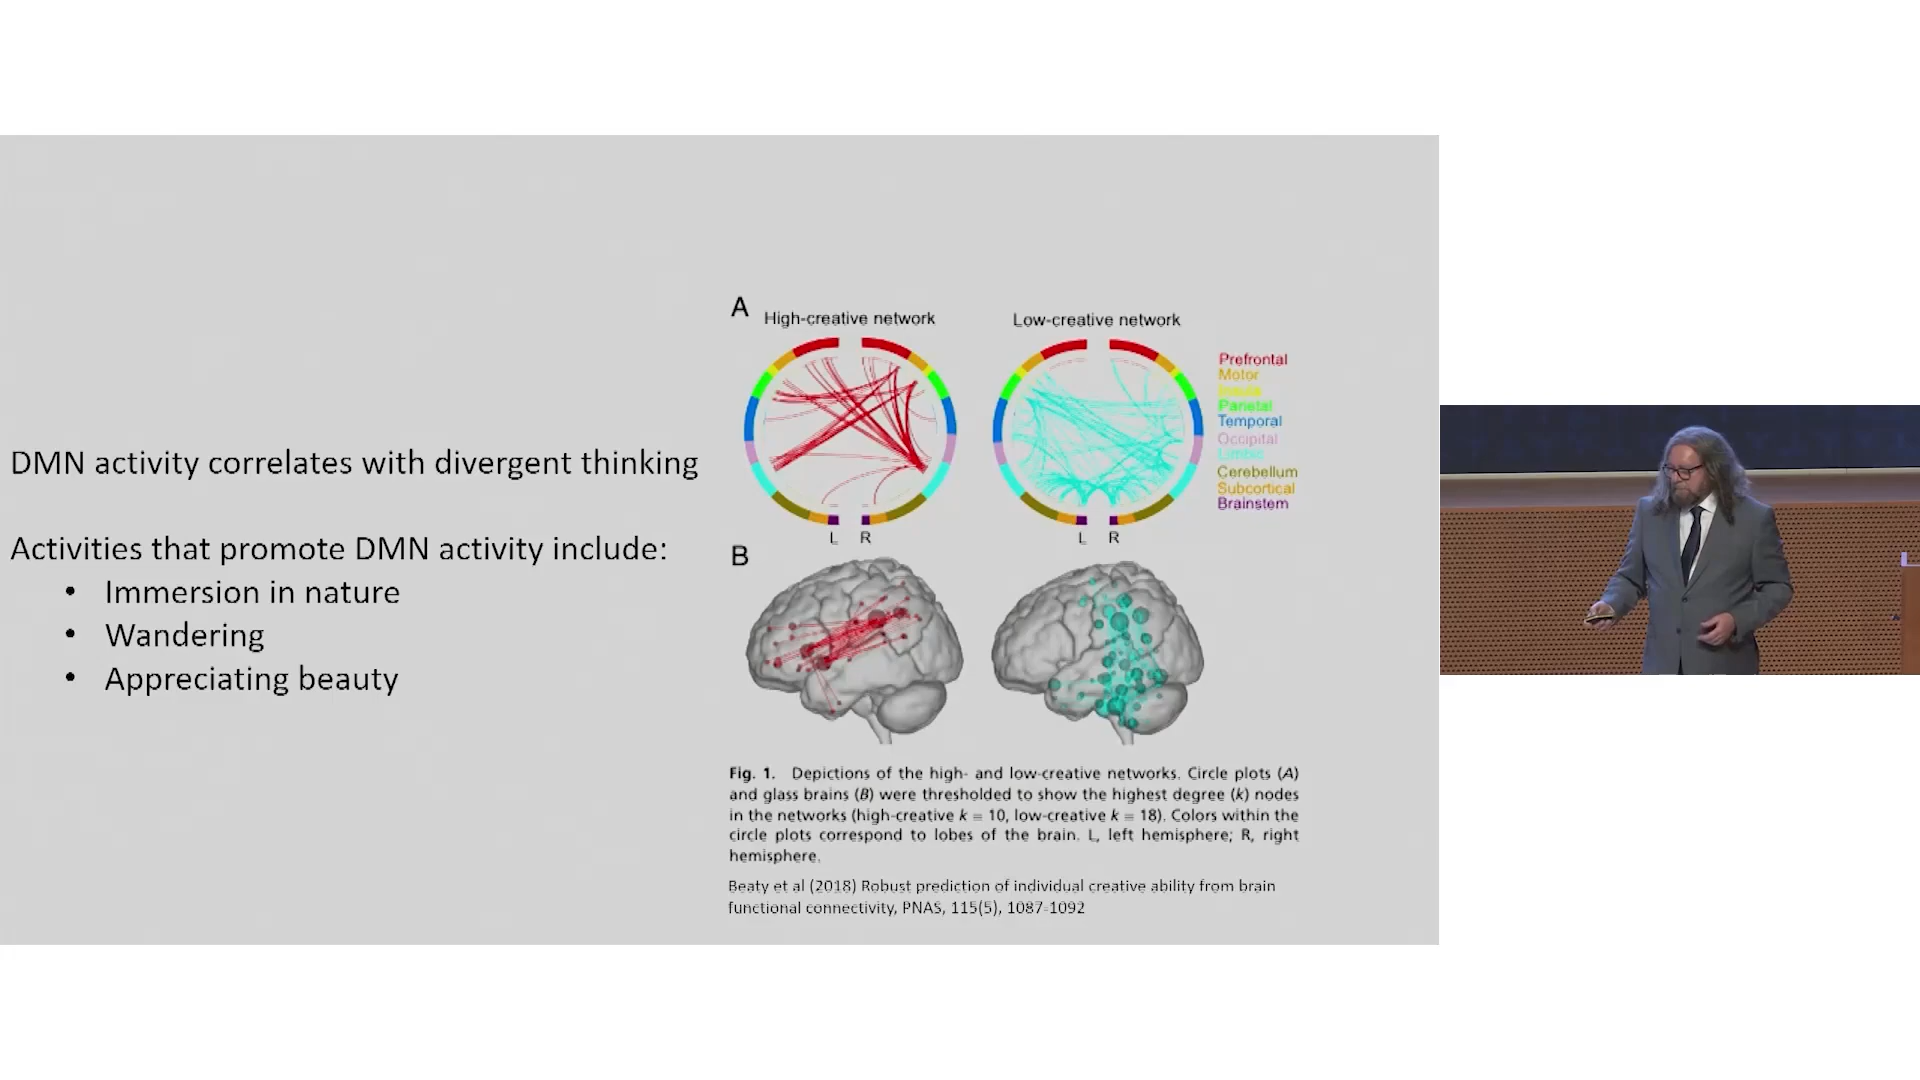 DMN activity correlates with divergent thinking
Activities that promote DMN activity include:
• Immersion in nature
• Wandering
• Appreciating beauty
A
High-creative network
Low-creative network
Prefrontal
Motor
Insula
Parietal
Temporal
Occipital
Limbic
Cerebellum
Subcortical
Brainstem
L R
L R
B
Fig. 1. Depictions of the high- and low-creative networks. Circle plots (A)
and glass brains (B) were thresholded to show the highest degree (k) nodes
in the networks (high-creative k = 10, low-creative k = 18). Colors within the
circle plots correspond to lobes of the brain. L, left hemisphere; R, right
hemisphere.
Beaty et al (2018) Robust prediction of individual creative ability from brain
functional connectivity, PNAS, 115(5), 1087-1092